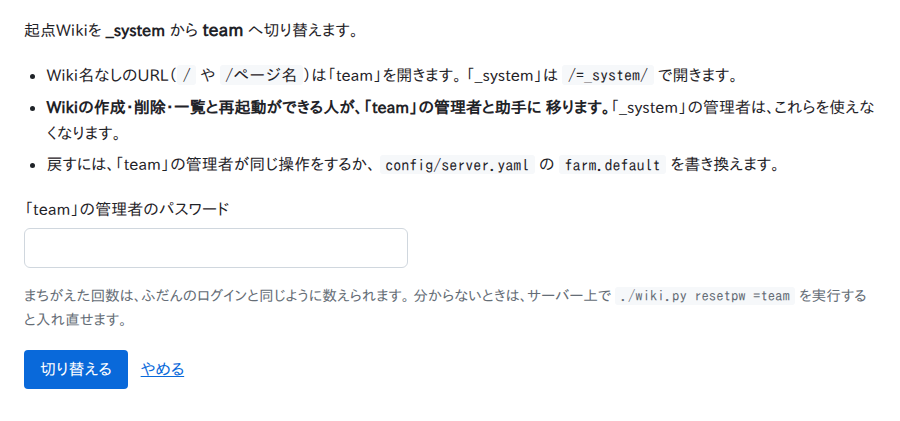 起点Wikiを _system から team へ切り替えます。
• Wiki名なしのURL（ / や /ページ名 ）は「team」を開きます。「_system」は /=_system/ で開きます。
• Wikiの作成・削除・一覧と再起動ができる人が、「team」の管理者と助手に 移ります。「_system」の管理者は、これらを使えな
くなります。
• 戻すには、「team」の管理者が同じ操作をするか、 config/server.yaml の farm.default を書き換えます。
「team」の管理者のパスワード
まちがえた回数は、ふだんのログインと同じように数えられます。分からないときは、サーバー上で ./wiki.py resetpw =team を実行する
と入れ直せます。
切り替える やめる